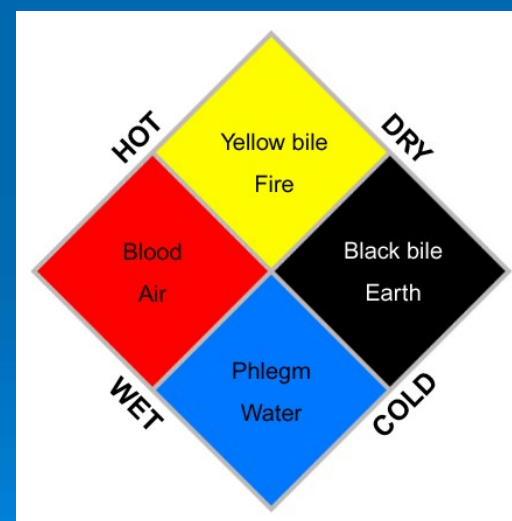 HOT
DRY
Yellow bile
Fire
Blood
Air
Black bile
Earth
Phlegm
Water
WET
COLD